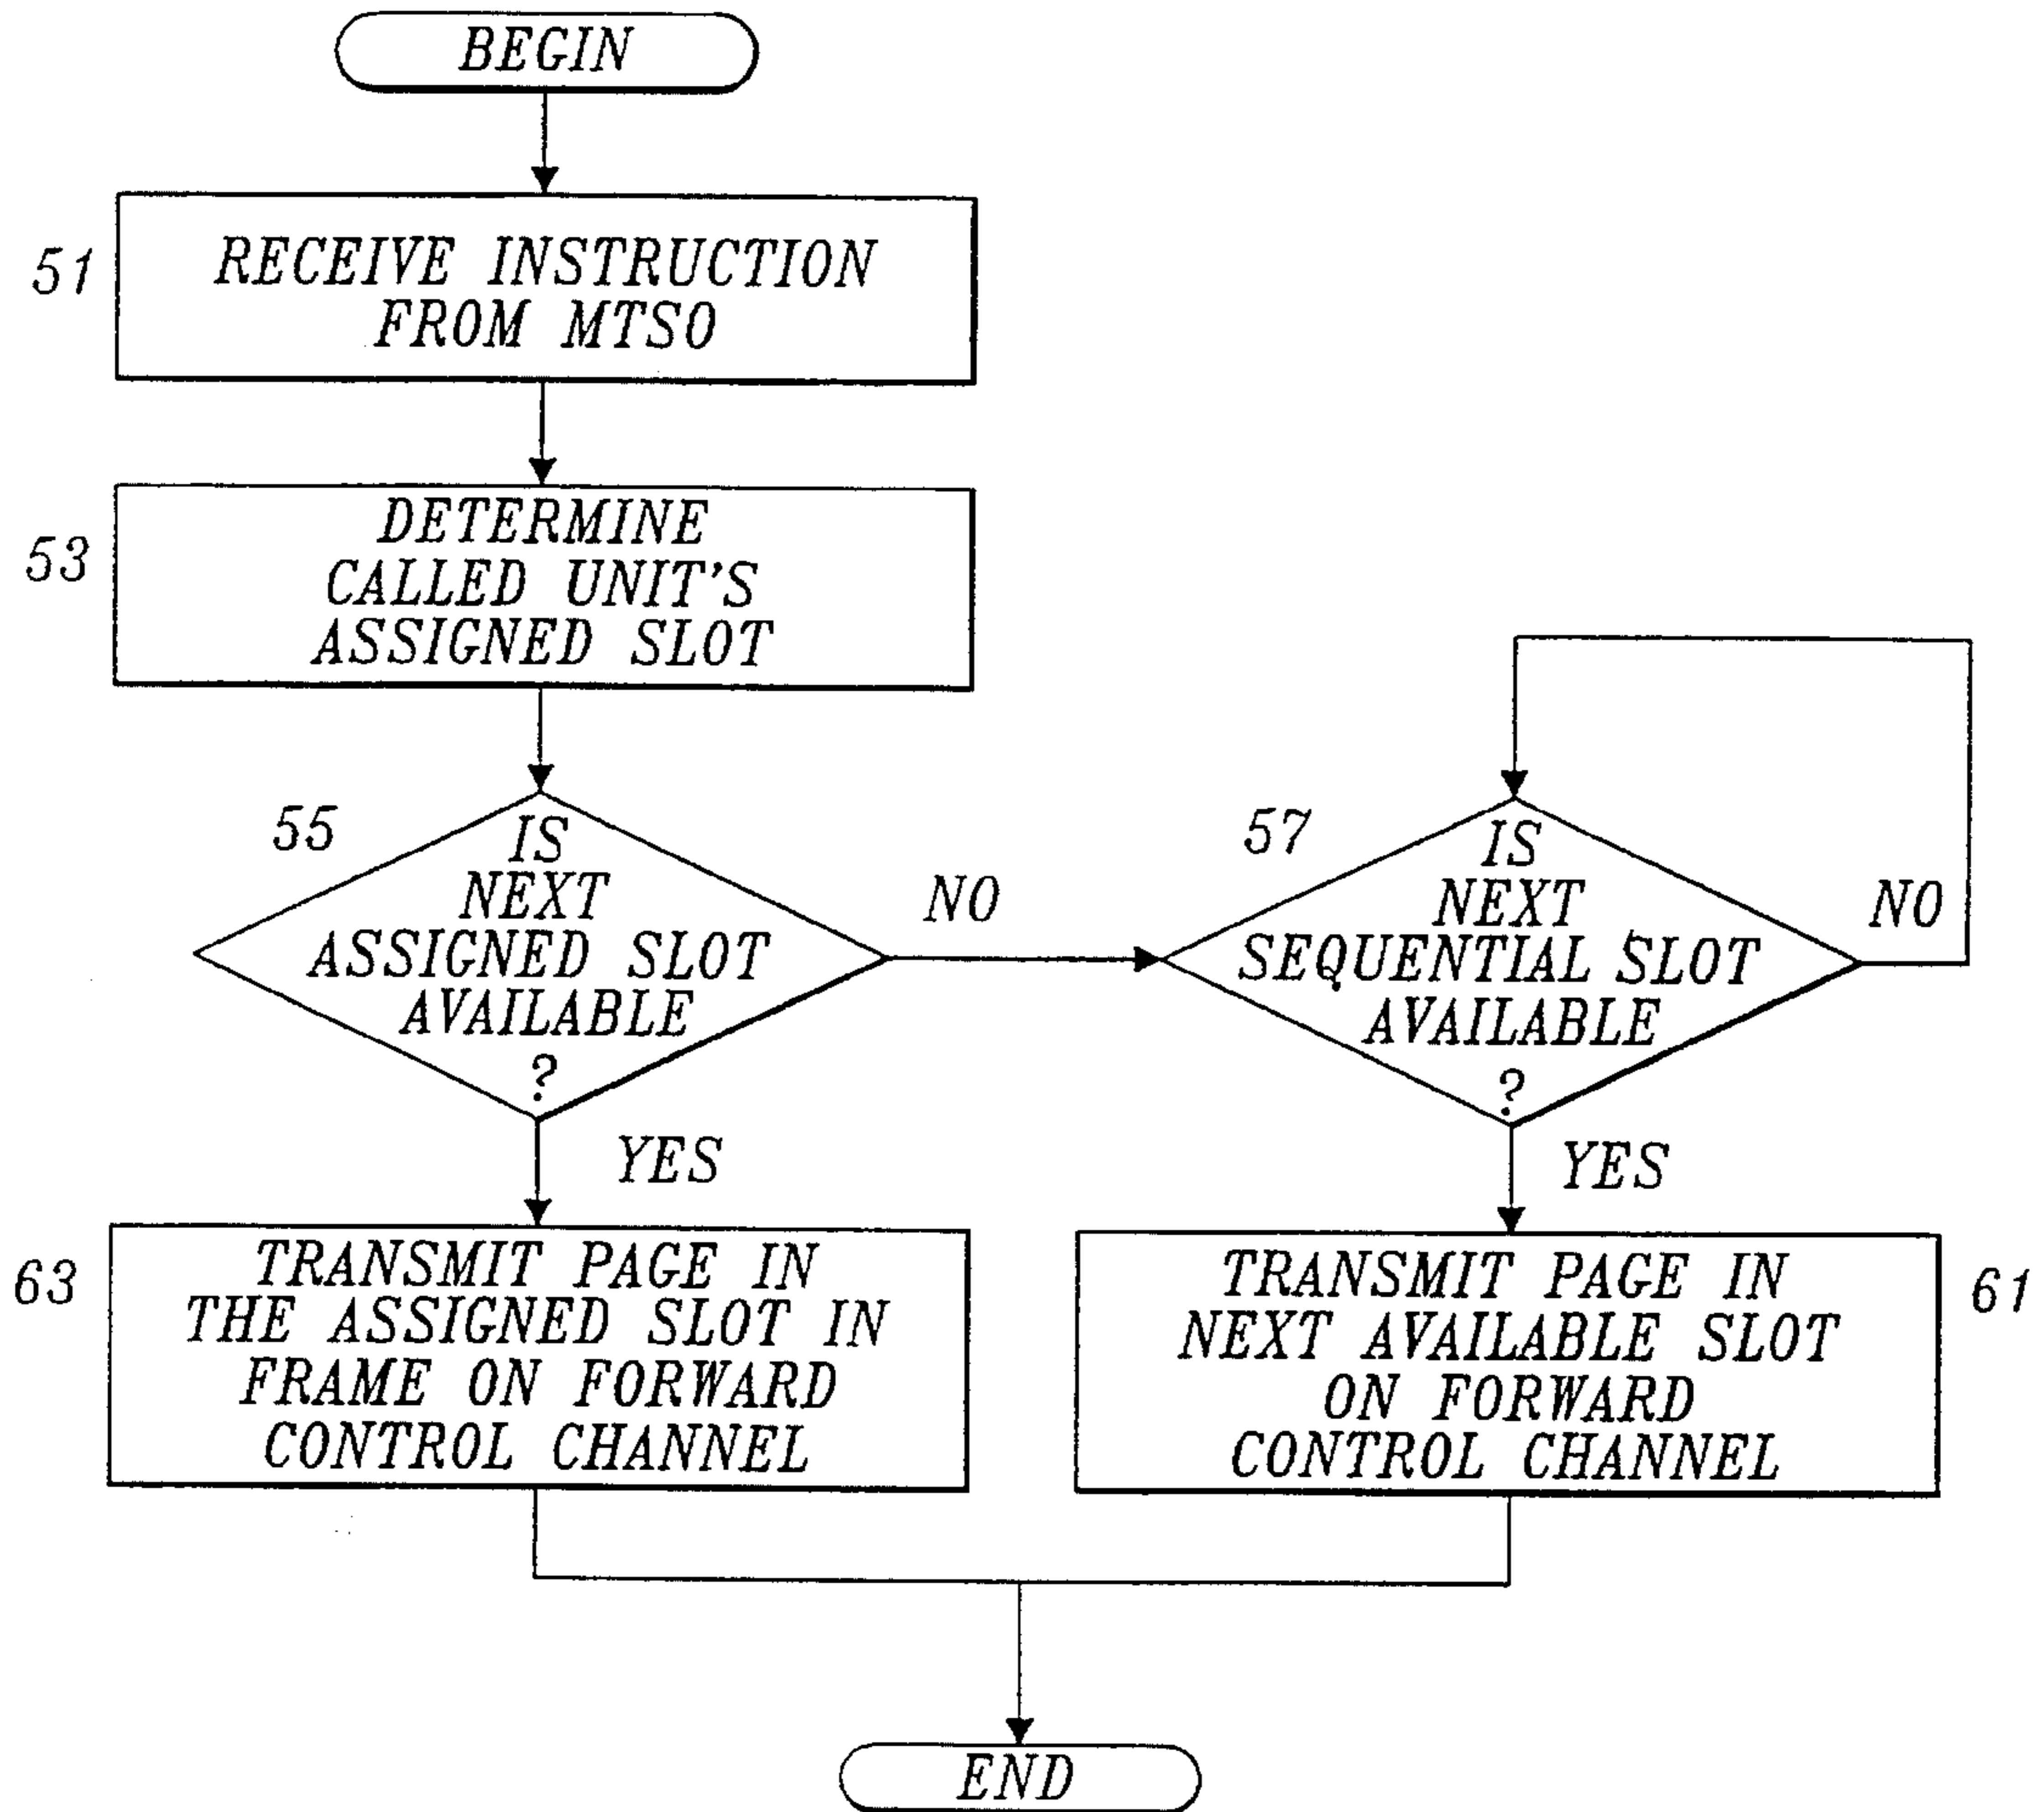 BEGIN
51
RECEIVE INSTRUCTION
FROM MTSO
53
DETERMINE
CALLED UNIT'S
ASSIGNED SLOT
55
IS
NEXT
ASSIGNED SLOT
AVAILABLE
?
NO
YES
57
IS
NEXT
SEQUENTIAL SLOT
AVAILABLE
?
NO
YES
63
TRANSMIT PAGE IN
THE ASSIGNED SLOT IN
FRAME ON FORWARD
CONTROL CHANNEL
TRANSMIT PAGE IN
NEXT AVAILABLE SLOT
ON FORWARD
CONTROL CHANNEL
61
END